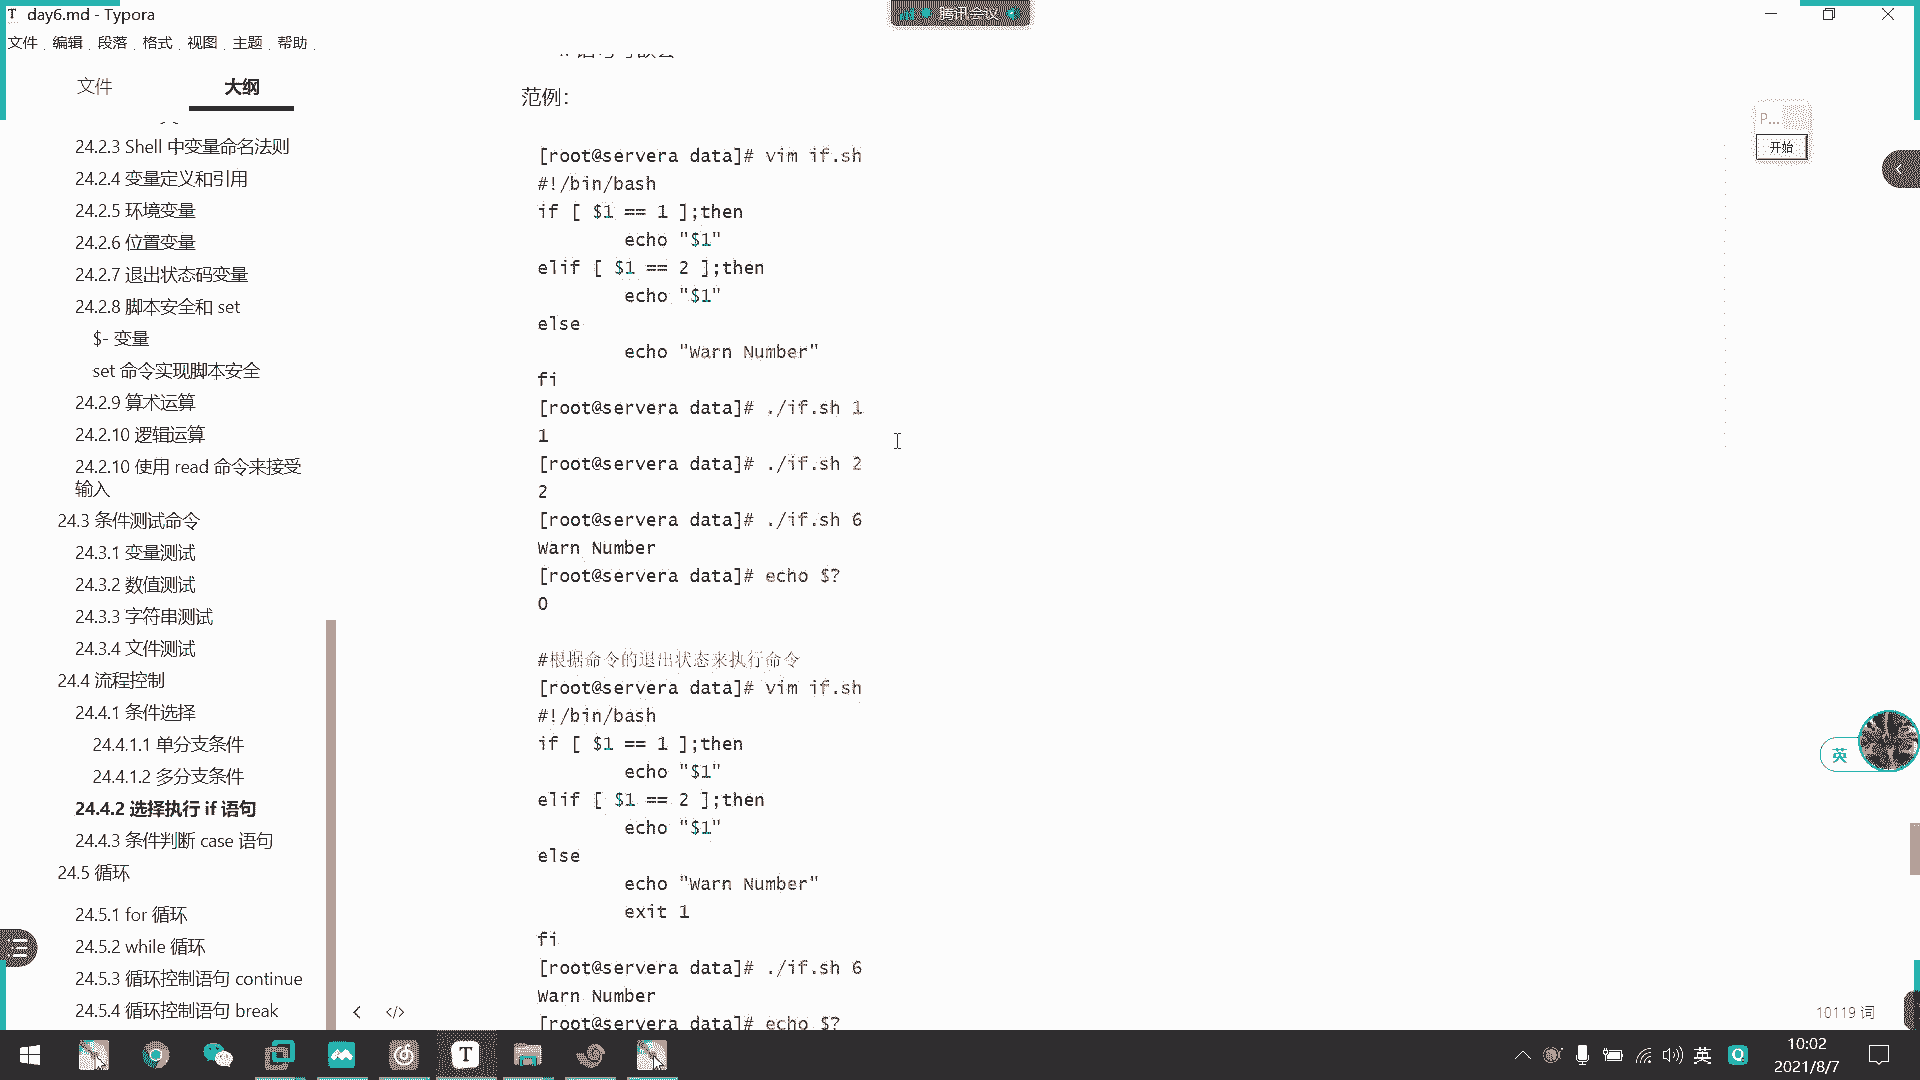 day6.md - Typora
腾讯会议
文件 编辑 段落 格式 视图 主题 帮助
文件 大纲
24.2.3 Shell 中变量命名法则
24.2.4 变量定义和引用
24.2.5 环境变量
24.2.6 位置变量
24.2.7 退出状态码变量
24.2.8 脚本安全和 set
$- 变量
set 命令实现脚本安全
24.2.9 算术运算
24.2.10 逻辑运算
24.2.10 使用 read 命令来接受
输入
24.3 条件测试命令
24.3.1 变量测试
24.3.2 数值测试
24.3.3 字符串测试
24.3.4 文件测试
24.4 流程控制
24.4.1 条件选择
24.4.1.1 单分支条件
24.4.1.2 多分支条件
24.4.2 选择执行 if 语句
24.4.3 条件判断 case 语句
24.5 循环
24.5.1 for 循环
24.5.2 while 循环
24.5.3 循环控制语句 continue
24.5.4 循环控制语句 break
范例：
[root@servera data]# vim if.sh
#!/bin/bash
if [ $1 == 1 ];then
echo "$1"
elif [ $1 == 2 ];then
echo "$1"
else
echo "Warn Number"
fi
[root@servera data]# ./if.sh 1
1
[root@servera data]# ./if.sh 2
2
[root@servera data]# ./if.sh 6
Warn Number
[root@servera data]# echo $?
0
#根据命令的退出状态来执行命令
[root@servera data]# vim if.sh
#!/bin/bash
if [ $1 == 1 ];then
echo "$1"
elif [ $1 == 2 ];then
echo "$1"
else
echo "Warn Number"
exit 1
fi
[root@servera data]# ./if.sh 6
Warn Number
[root@servera data]# echo $?
P...
开始
英
10119 词
英
10:02
2021/8/7